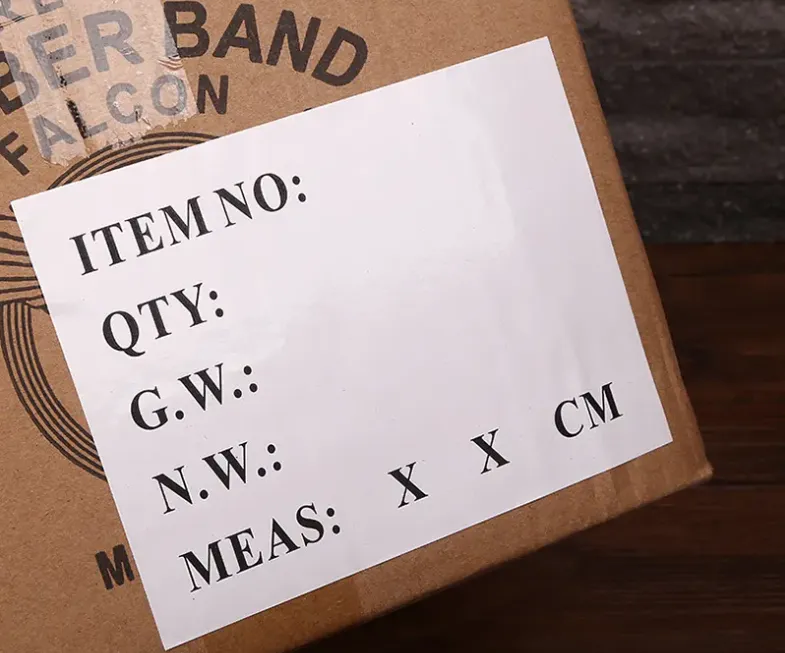 BER BAND
FALCON
ITEM NO:
QTY:
G.W.:
N.W.:
MEAS: X X CM
M